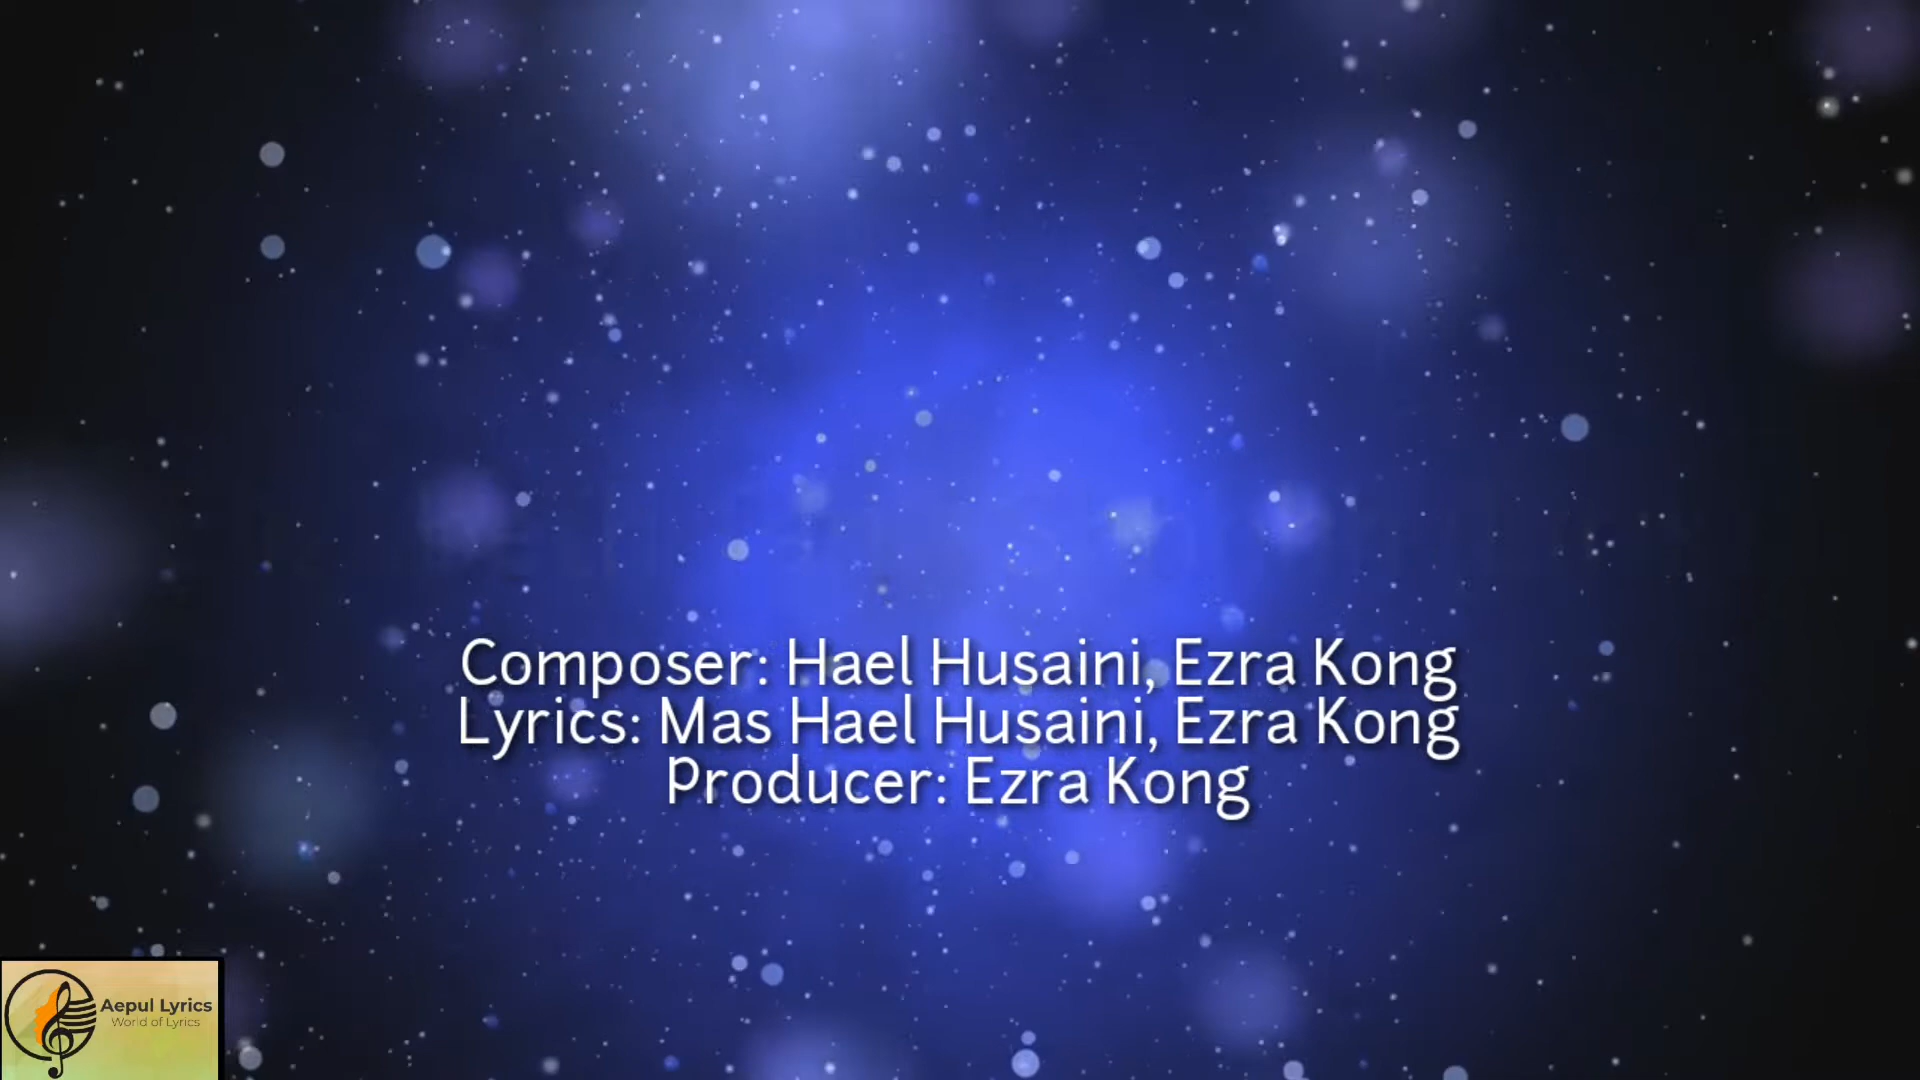 Composer: Hael Husaini, Ezra Kong
Lyrics: Mas Hael Husaini, Ezra Kong
Producer: Ezra Kong
Aepul Lyrics
World of Lyrics